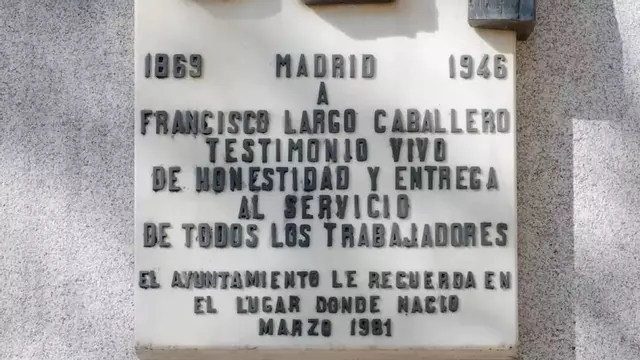 1869 MADRID 1946
A
FRANCISCO LARGO CABALLERO
TESTIMONIO VIVO
DE HONESTIDAD Y ENTREGA
AL SERVICIO
DE TODOS LOS TRABAJADORES
EL AYUNTAMIENTO LE RECUERDA EN
EL LUGAR DONDE NACIO
MARZO 1981